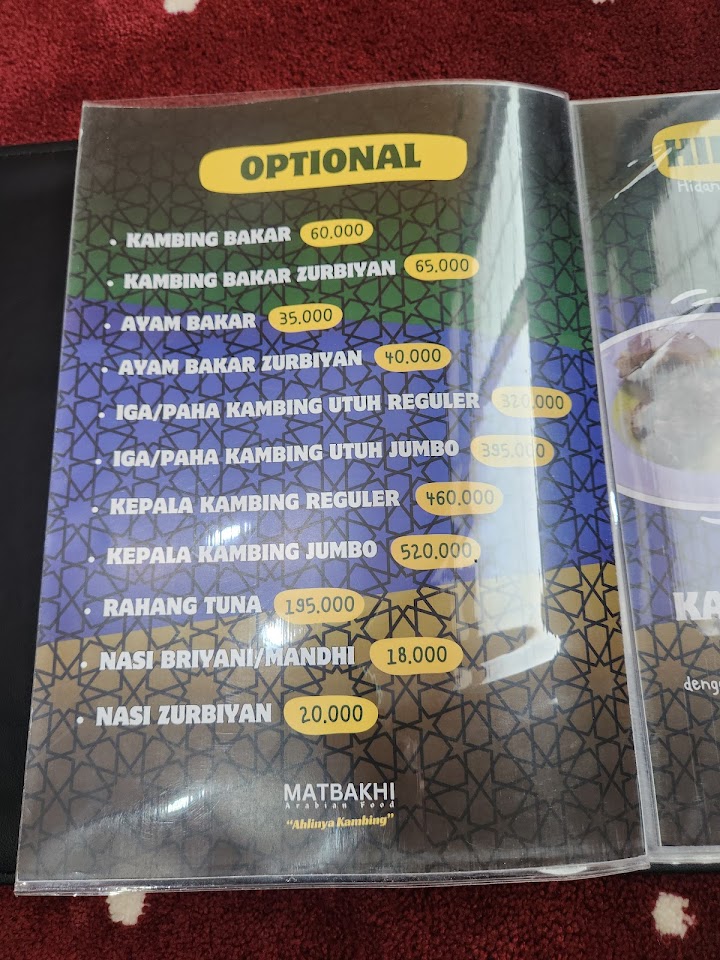 OPTIONAL
• KAMBING BAKAR 60.000
• KAMBING BAKAR ZURBIYAN 65.000
• AYAM BAKAR 35.000
• AYAM BAKAR ZURBIYAN 40.000
• IGA/PAHA KAMBING UTUH REGULER 320.000
• IGA/PAHA KAMBING UTUH JUMBO 395.000
• KEPALA KAMBING REGULER 460.000
• KEPALA KAMBING JUMBO 520.000
• RAHANG TUNA 195.000
• NASI BRIYANI/MANDHI 18.000
• NASI ZURBIYAN 20.000
MATBAKHI
Arabian Food
"Ahlinya Kambing"